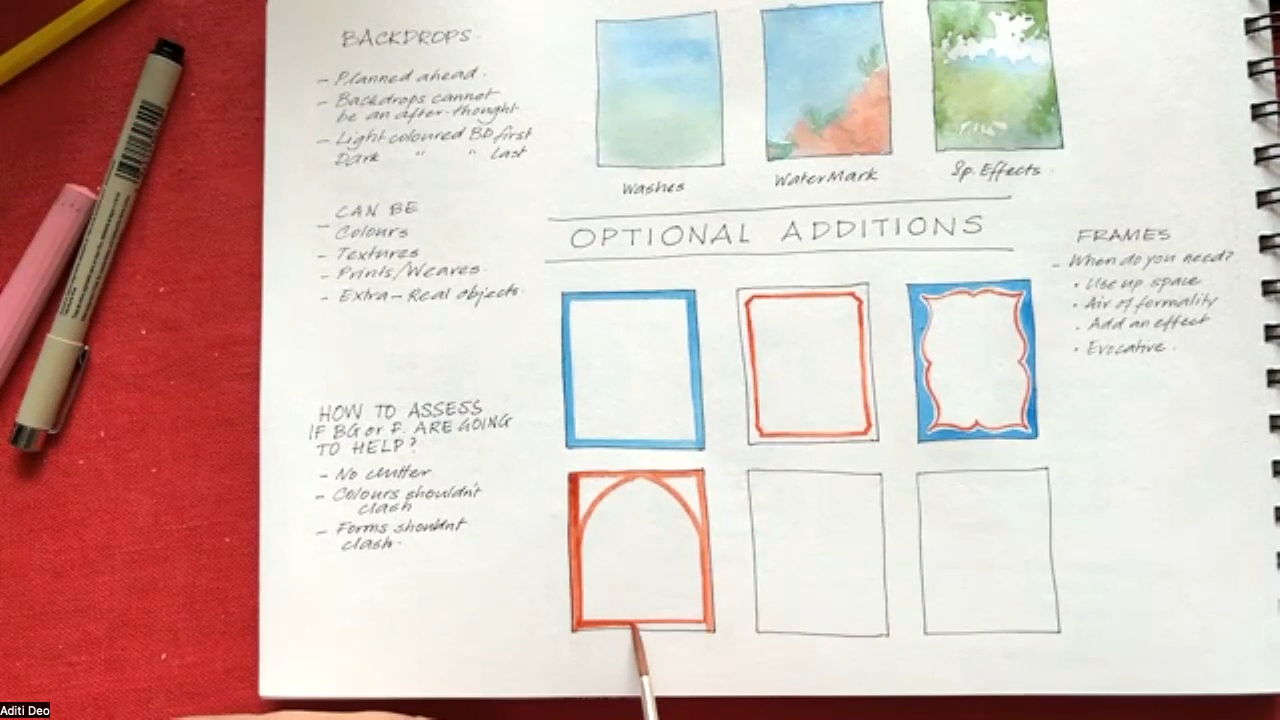 BACKDROPS.
- Planned ahead.
- Backdrops cannot
be an after-thought
- Light coloured BD first
Dark " " last
Washes
WaterMark
Sp. Effects.
- CAN BE
Colours
- Textures
- Prints/Weaves.
- Extra-Real objects.
OPTIONAL ADDITIONS
FRAMES
- When do you need?
• Use up space
• Air of formality
• Add an effect
• Evocative.
HOW TO ASSESS
IF BG or F. ARE GOING
TO HELP?
- No clutter
- Colours shouldn't
clash
- Forms shouldnt
clash.
Aditi Deo